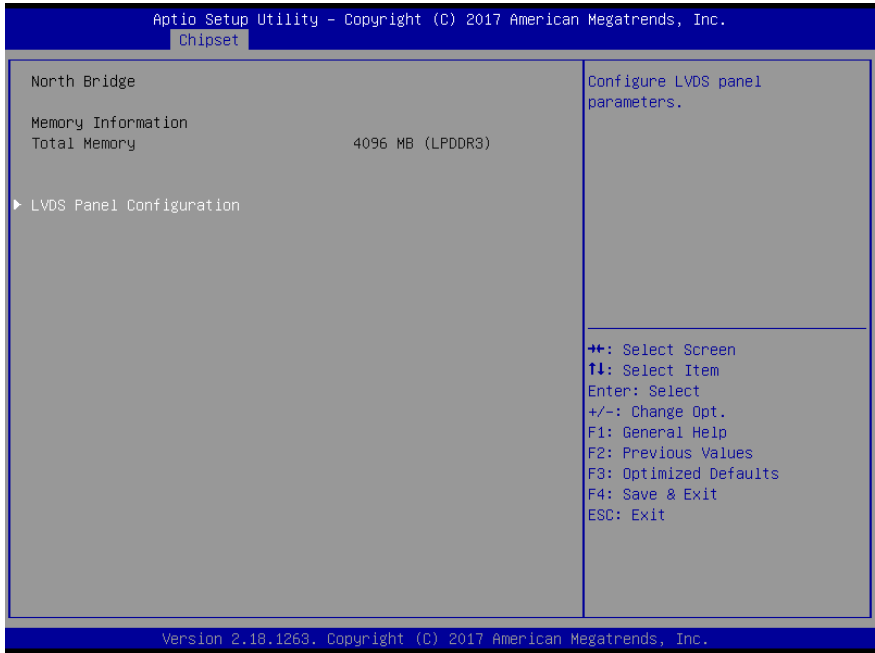 Aptio Setup Utility – Copyright (C) 2017 American Megatrends, Inc.
Chipset
North Bridge
Memory Information
Total Memory 4096 MB (LPDDR3)
▶ LVDS Panel Configuration
Configure LVDS panel
parameters.
→←: Select Screen
↑↓: Select Item
Enter: Select
+/-: Change Opt.
F1: General Help
F2: Previous Values
F3: Optimized Defaults
F4: Save & Exit
ESC: Exit
Version 2.18.1263. Copyright (C) 2017 American Megatrends, Inc.